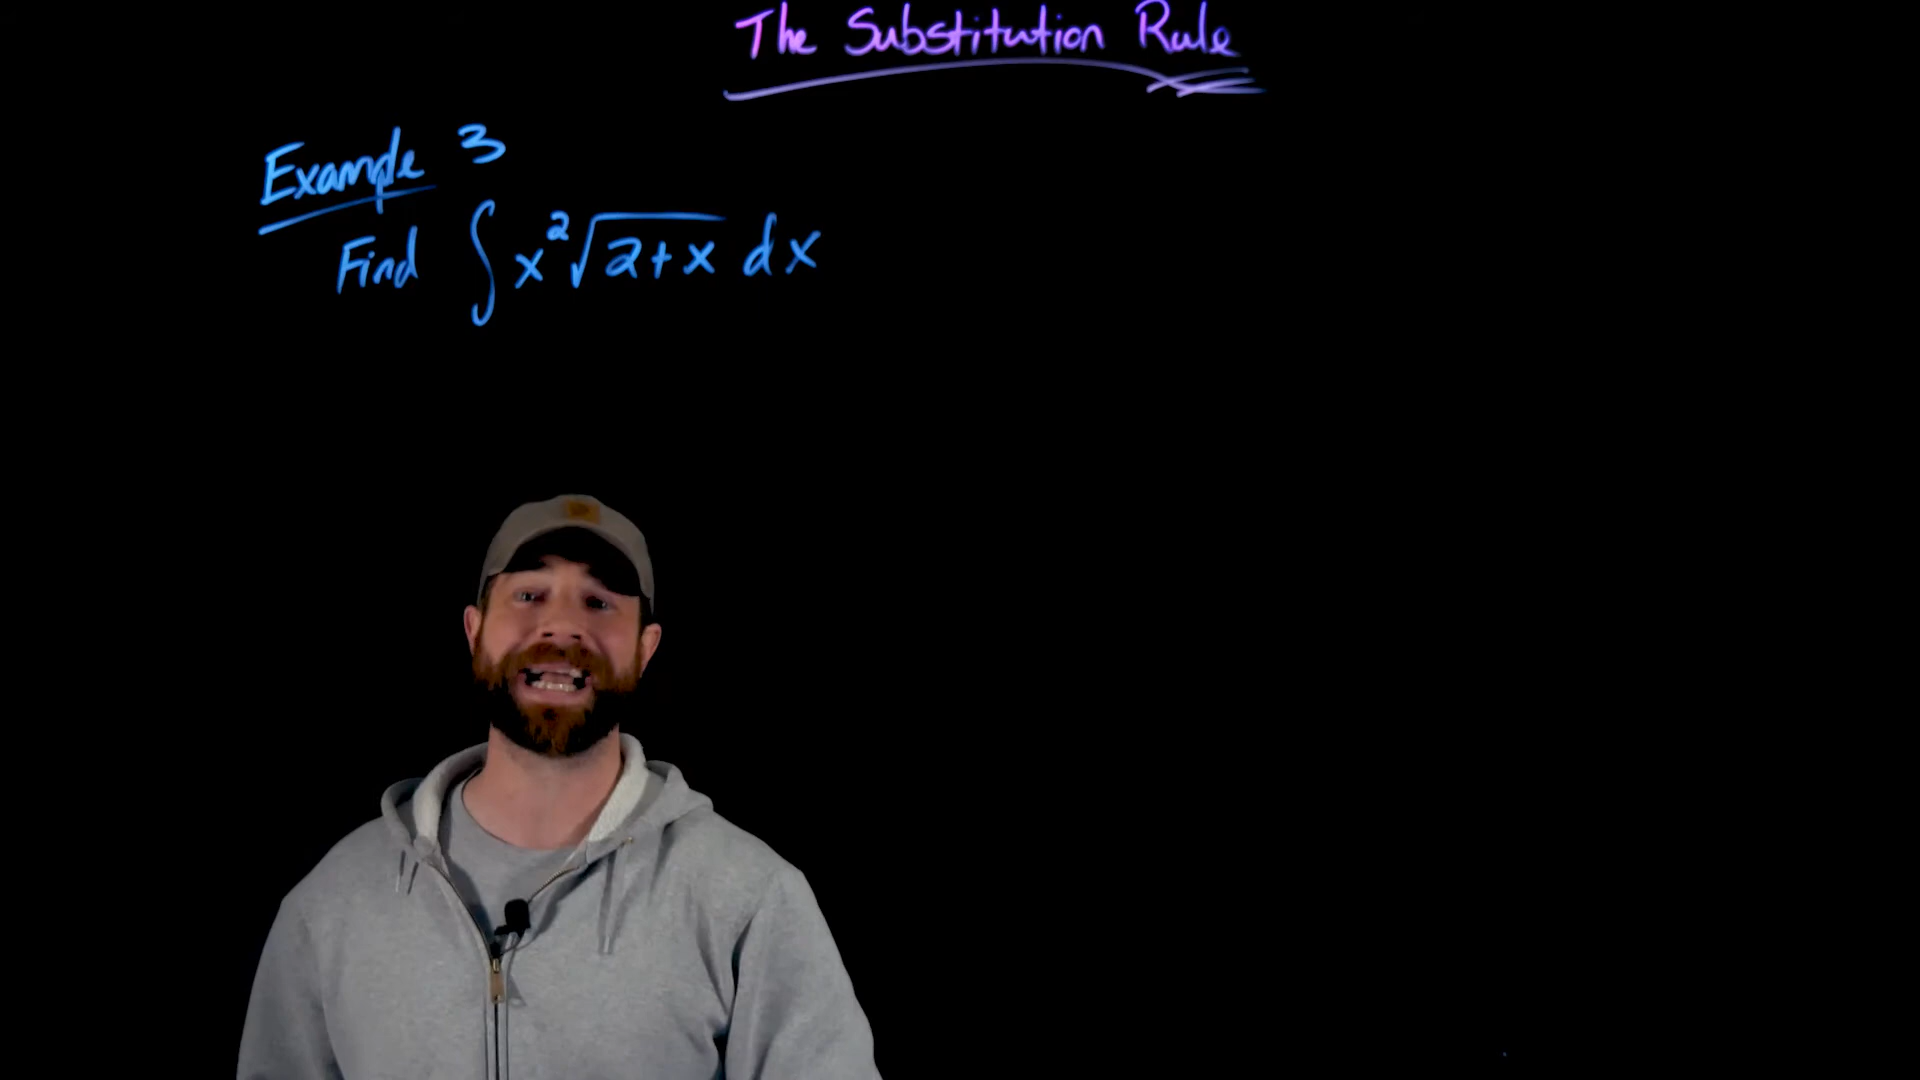 The Substitution Rule
Example 3
Find ∫ x²√(2+x) dx